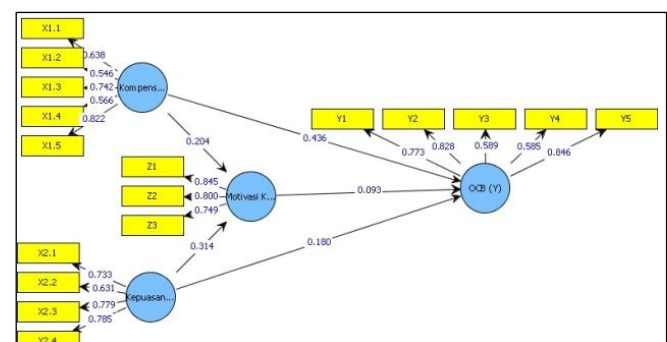 X1.1
X1.2
X1.3
X1.4
X1.5
0.638
0.546
0.742
0.566
0.822
Kompens...
0.204
0.436
Z1
Z2
Z3
0.845
0.800
0.749
Motivasi K...
0.093
Y1
Y2
Y3
Y4
Y5
0.773
0.828
0.589
0.585
0.846
OCB (Y)
0.314
0.180
X2.1
X2.2
X2.3
X2.4
0.733
0.631
0.779
0.785
Kepuasan...